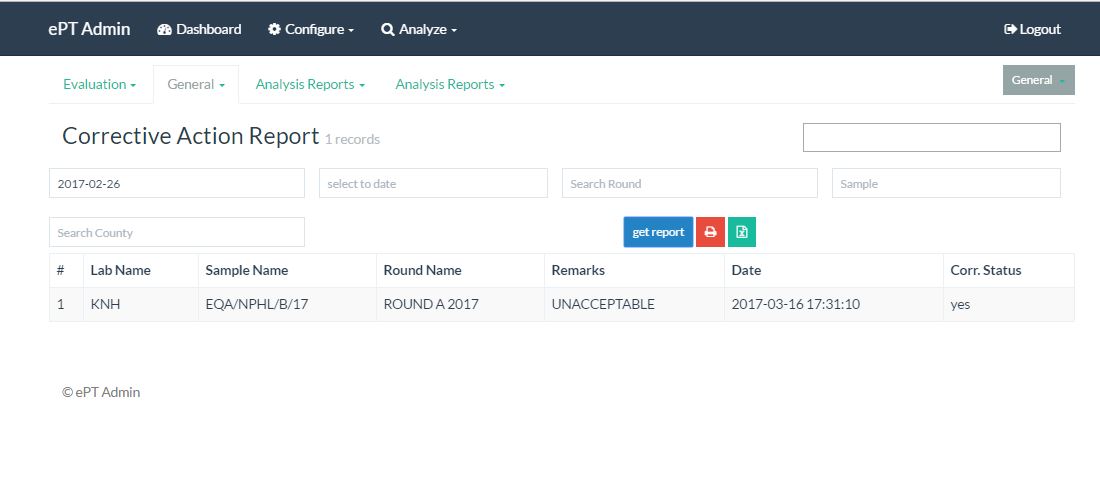 ePT Admin Dashboard Configure Analyze Logout
Evaluation General Analysis Reports Analysis Reports General
Corrective Action Report 1 records
2017-02-26 select to date Search Round Sample
Search County get report
# Lab Name Sample Name Round Name Remarks Date Corr. Status
1 KNH EQA/NPHL/B/17 ROUND A 2017 UNACCEPTABLE 2017-03-16 17:31:10 yes
© ePT Admin